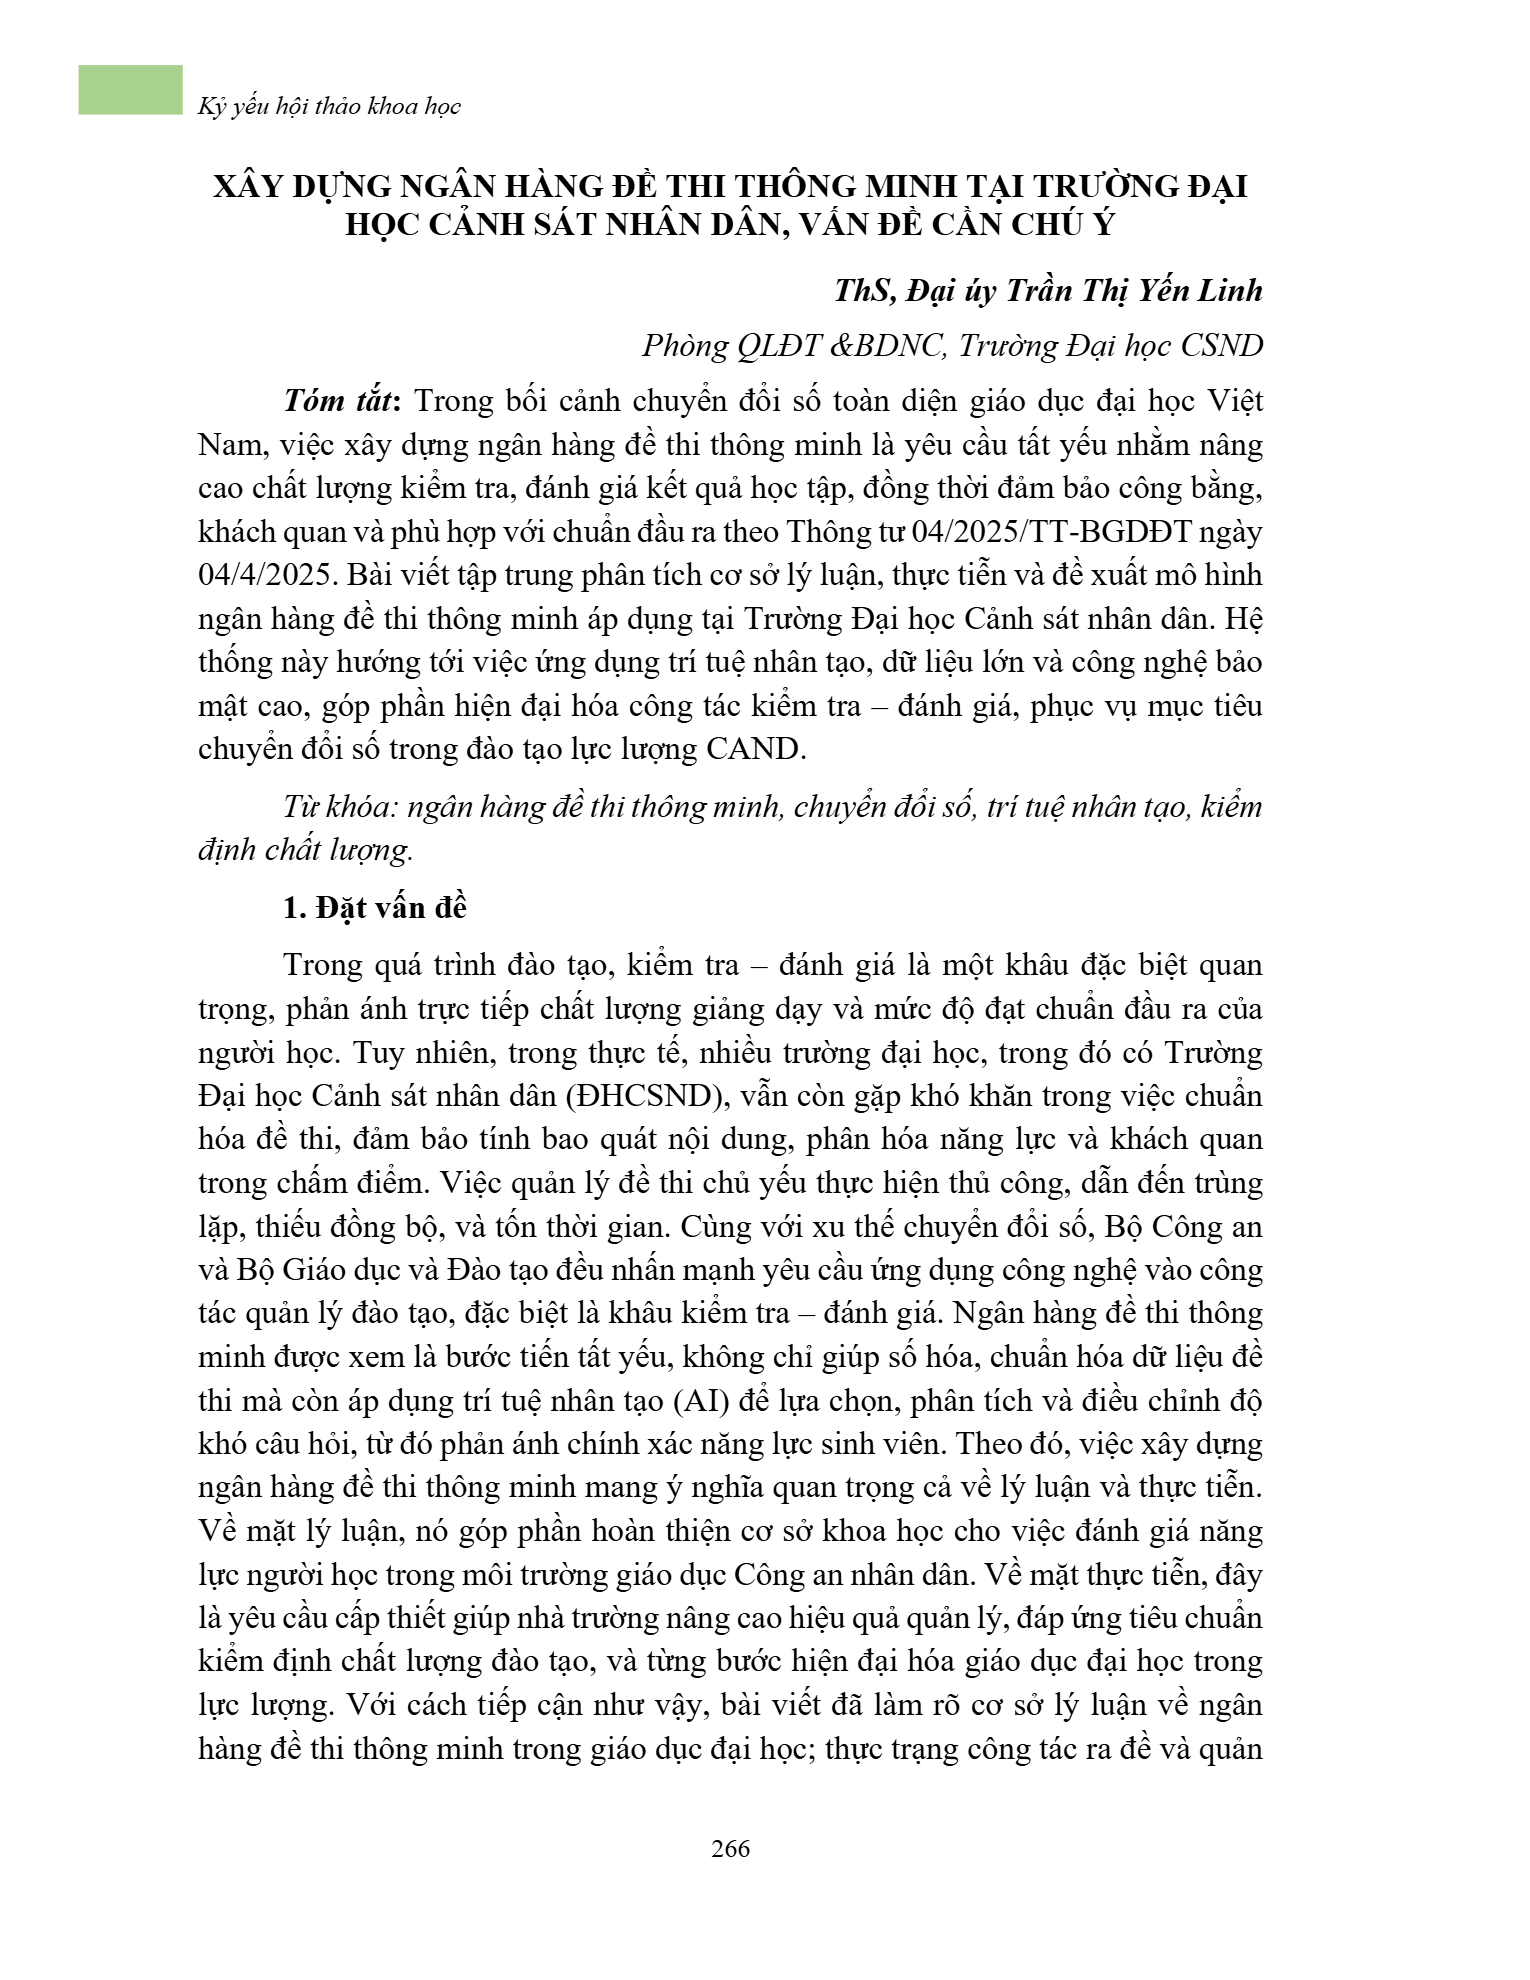 Kỷ yếu hội thảo khoa học
XÂY DỰNG NGÂN HÀNG ĐỀ THI THÔNG MINH TẠI TRƯỜNG ĐẠI
HỌC CẢNH SÁT NHÂN DÂN, VẤN ĐỀ CẦN CHÚ Ý
ThS, Đại úy Trần Thị Yến Linh
Phòng QLĐT &BDNC, Trường Đại học CSND
Tóm tắt: Trong bối cảnh chuyển đổi số toàn diện giáo dục đại học Việt
Nam, việc xây dựng ngân hàng đề thi thông minh là yêu cầu tất yếu nhằm nâng
cao chất lượng kiểm tra, đánh giá kết quả học tập, đồng thời đảm bảo công bằng,
khách quan và phù hợp với chuẩn đầu ra theo Thông tư 04/2025/TT-BGDĐT ngày
04/4/2025. Bài viết tập trung phân tích cơ sở lý luận, thực tiễn và đề xuất mô hình
ngân hàng đề thi thông minh áp dụng tại Trường Đại học Cảnh sát nhân dân. Hệ
thống này hướng tới việc ứng dụng trí tuệ nhân tạo, dữ liệu lớn và công nghệ bảo
mật cao, góp phần hiện đại hóa công tác kiểm tra – đánh giá, phục vụ mục tiêu
chuyển đổi số trong đào tạo lực lượng CAND.
Từ khóa: ngân hàng đề thi thông minh, chuyển đổi số, trí tuệ nhân tạo, kiểm
định chất lượng.
1. Đặt vấn đề
Trong quá trình đào tạo, kiểm tra – đánh giá là một khâu đặc biệt quan
trọng, phản ánh trực tiếp chất lượng giảng dạy và mức độ đạt chuẩn đầu ra của
người học. Tuy nhiên, trong thực tế, nhiều trường đại học, trong đó có Trường
Đại học Cảnh sát nhân dân (ĐHCSND), vẫn còn gặp khó khăn trong việc chuẩn
hóa đề thi, đảm bảo tính bao quát nội dung, phân hóa năng lực và khách quan
trong chấm điểm. Việc quản lý đề thi chủ yếu thực hiện thủ công, dẫn đến trùng
lặp, thiếu đồng bộ, và tốn thời gian. Cùng với xu thế chuyển đổi số, Bộ Công an
và Bộ Giáo dục và Đào tạo đều nhấn mạnh yêu cầu ứng dụng công nghệ vào công
tác quản lý đào tạo, đặc biệt là khâu kiểm tra – đánh giá. Ngân hàng đề thi thông
minh được xem là bước tiến tất yếu, không chỉ giúp số hóa, chuẩn hóa dữ liệu đề
thi mà còn áp dụng trí tuệ nhân tạo (AI) để lựa chọn, phân tích và điều chỉnh độ
khó câu hỏi, từ đó phản ánh chính xác năng lực sinh viên. Theo đó, việc xây dựng
ngân hàng đề thi thông minh mang ý nghĩa quan trọng cả về lý luận và thực tiễn.
Về mặt lý luận, nó góp phần hoàn thiện cơ sở khoa học cho việc đánh giá năng
lực người học trong môi trường giáo dục Công an nhân dân. Về mặt thực tiễn, đây
là yêu cầu cấp thiết giúp nhà trường nâng cao hiệu quả quản lý, đáp ứng tiêu chuẩn
kiểm định chất lượng đào tạo, và từng bước hiện đại hóa giáo dục đại học trong
lực lượng. Với cách tiếp cận như vậy, bài viết đã làm rõ cơ sở lý luận về ngân
hàng đề thi thông minh trong giáo dục đại học; thực trạng công tác ra đề và quản
266